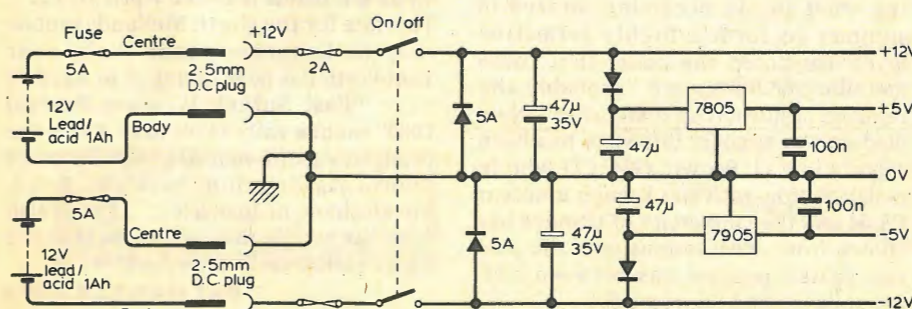 Fuse
Centre
+12V
On/off
+12V
5A
2·5mm
D.C plug
2A
12V
Lead/
acid 1Ah
Body
5A
47µ
35V
7805
+5V
47µ
100n
0V
5A
Centre
5A
47µ
35V
47µ
100n
7905
-5V
12V
lead/
acid 1Ah
2·5mm
D.C plug
-12V